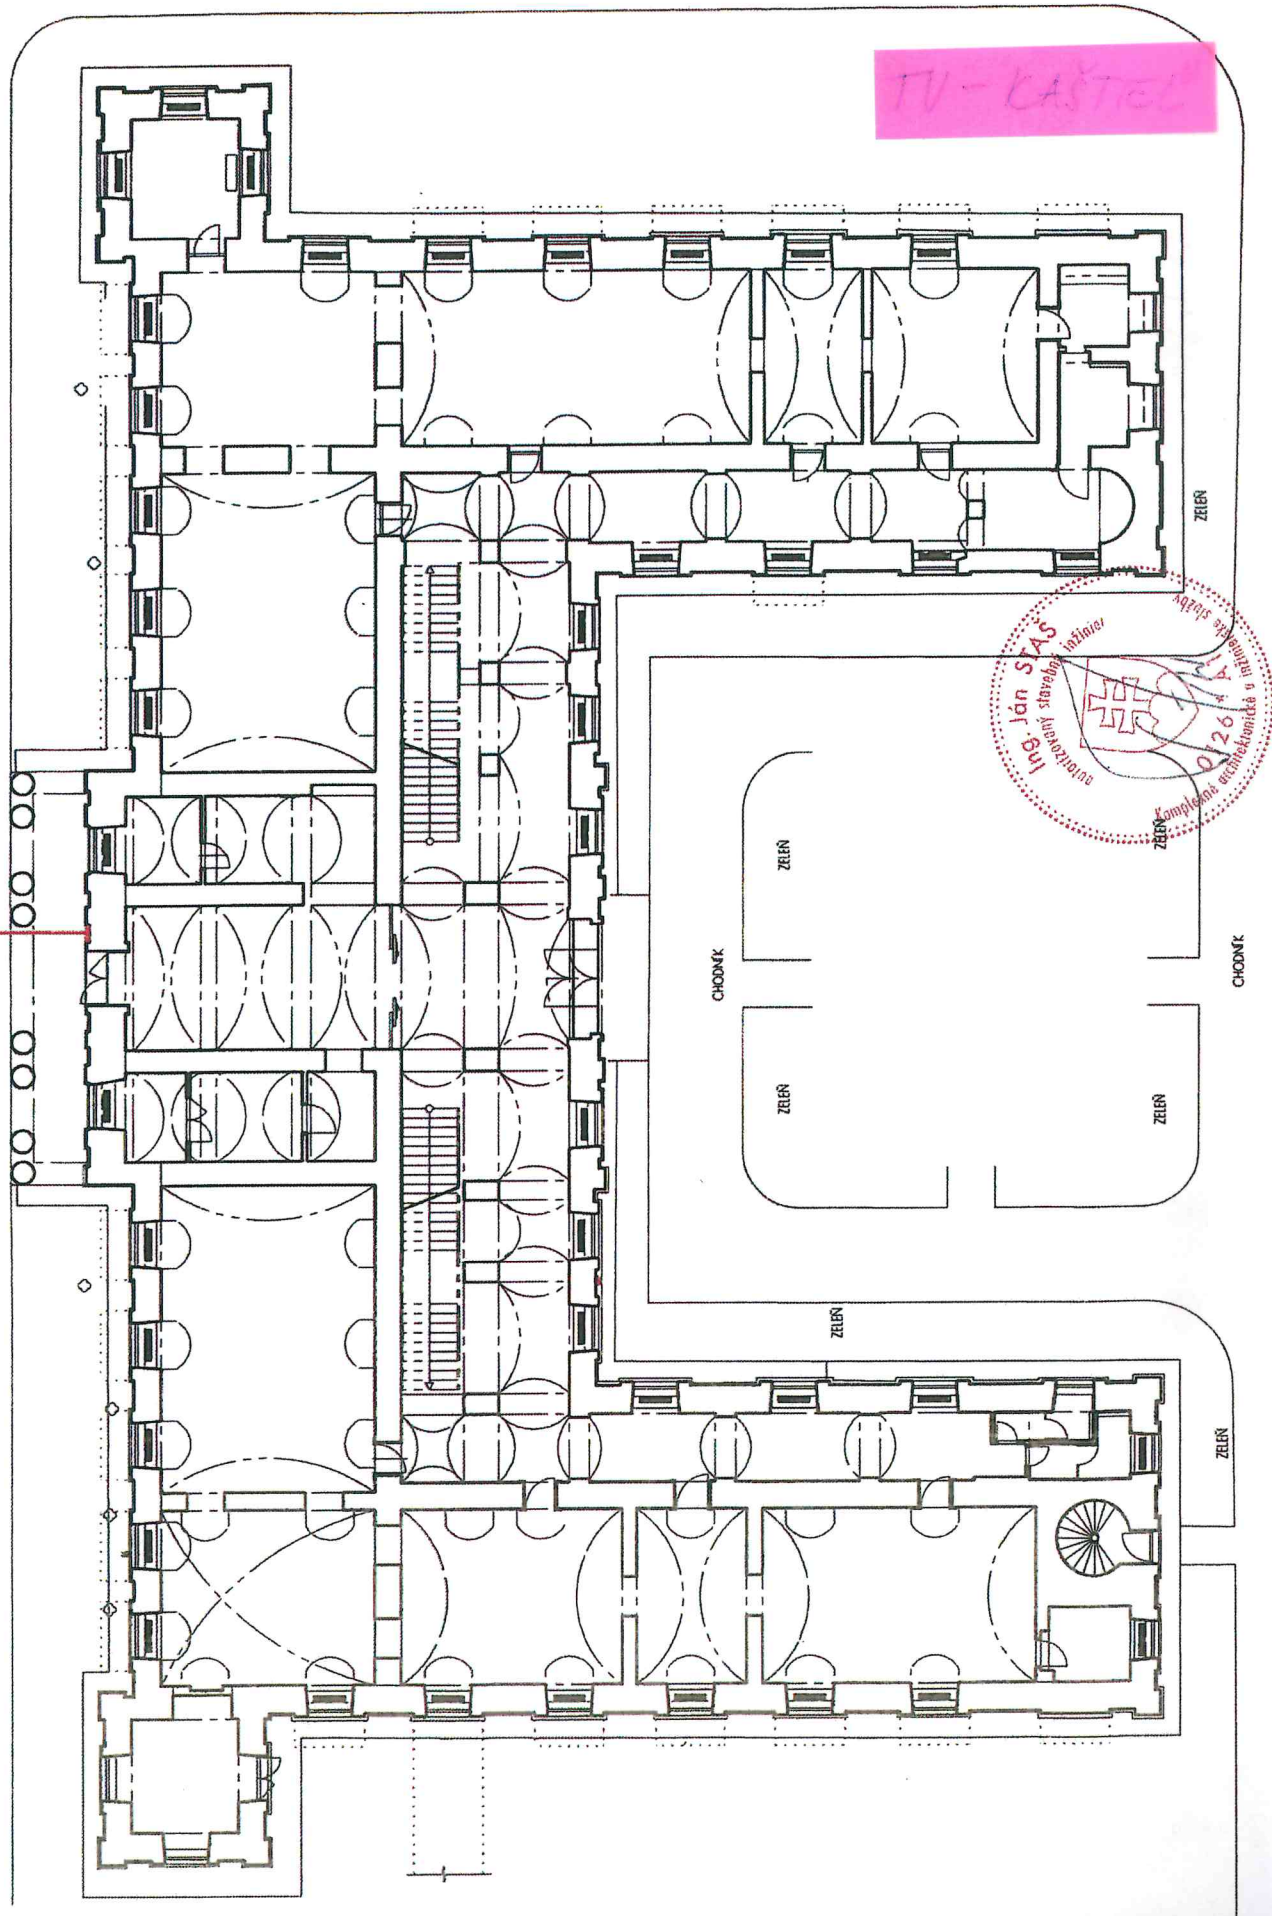 TV - KAŠTIEĽ
ZELEŇ
Ing. Ján STAŠ
autorizovaný stavebný inžinier
0126 * A1
Komplexné architektonické a inžinierske služby
ZELEŇ
ZELEŇ
CHODNÍK
CHODNÍK
ZELEŇ
ZELEŇ
ZELEŇ
ZELEŇ